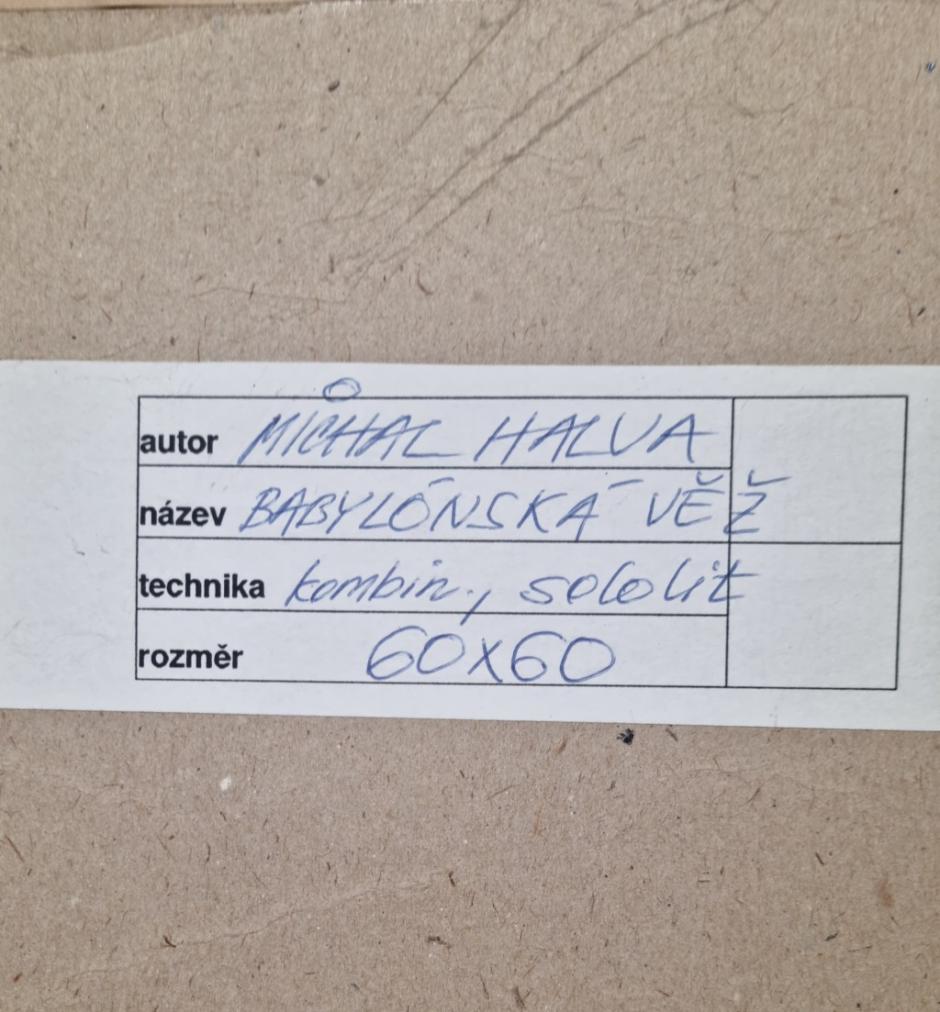 autor MICHAL HALVA
název BABYLÓNSKÁ VĚŽ
technika kombin., sololit
rozměr 60x60